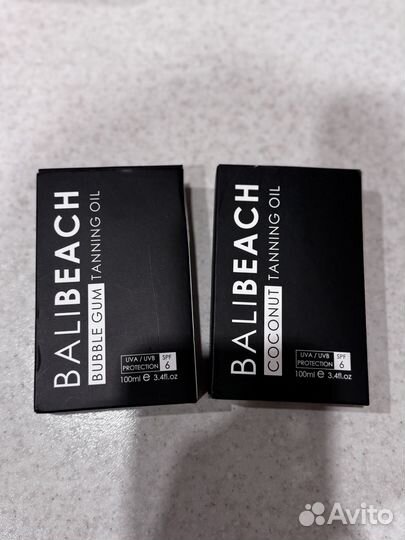 BALIBEACH
BUBBLE GUM TANNING OIL
UVA / UVB
PROTECTION
SPF
6
100ml e 3.4fl.oz
BALIBEACH
COCONUT TANNING OIL
UVA / UVB
PROTECTION
SPF
6
100ml e 3.4fl.oz
Avito